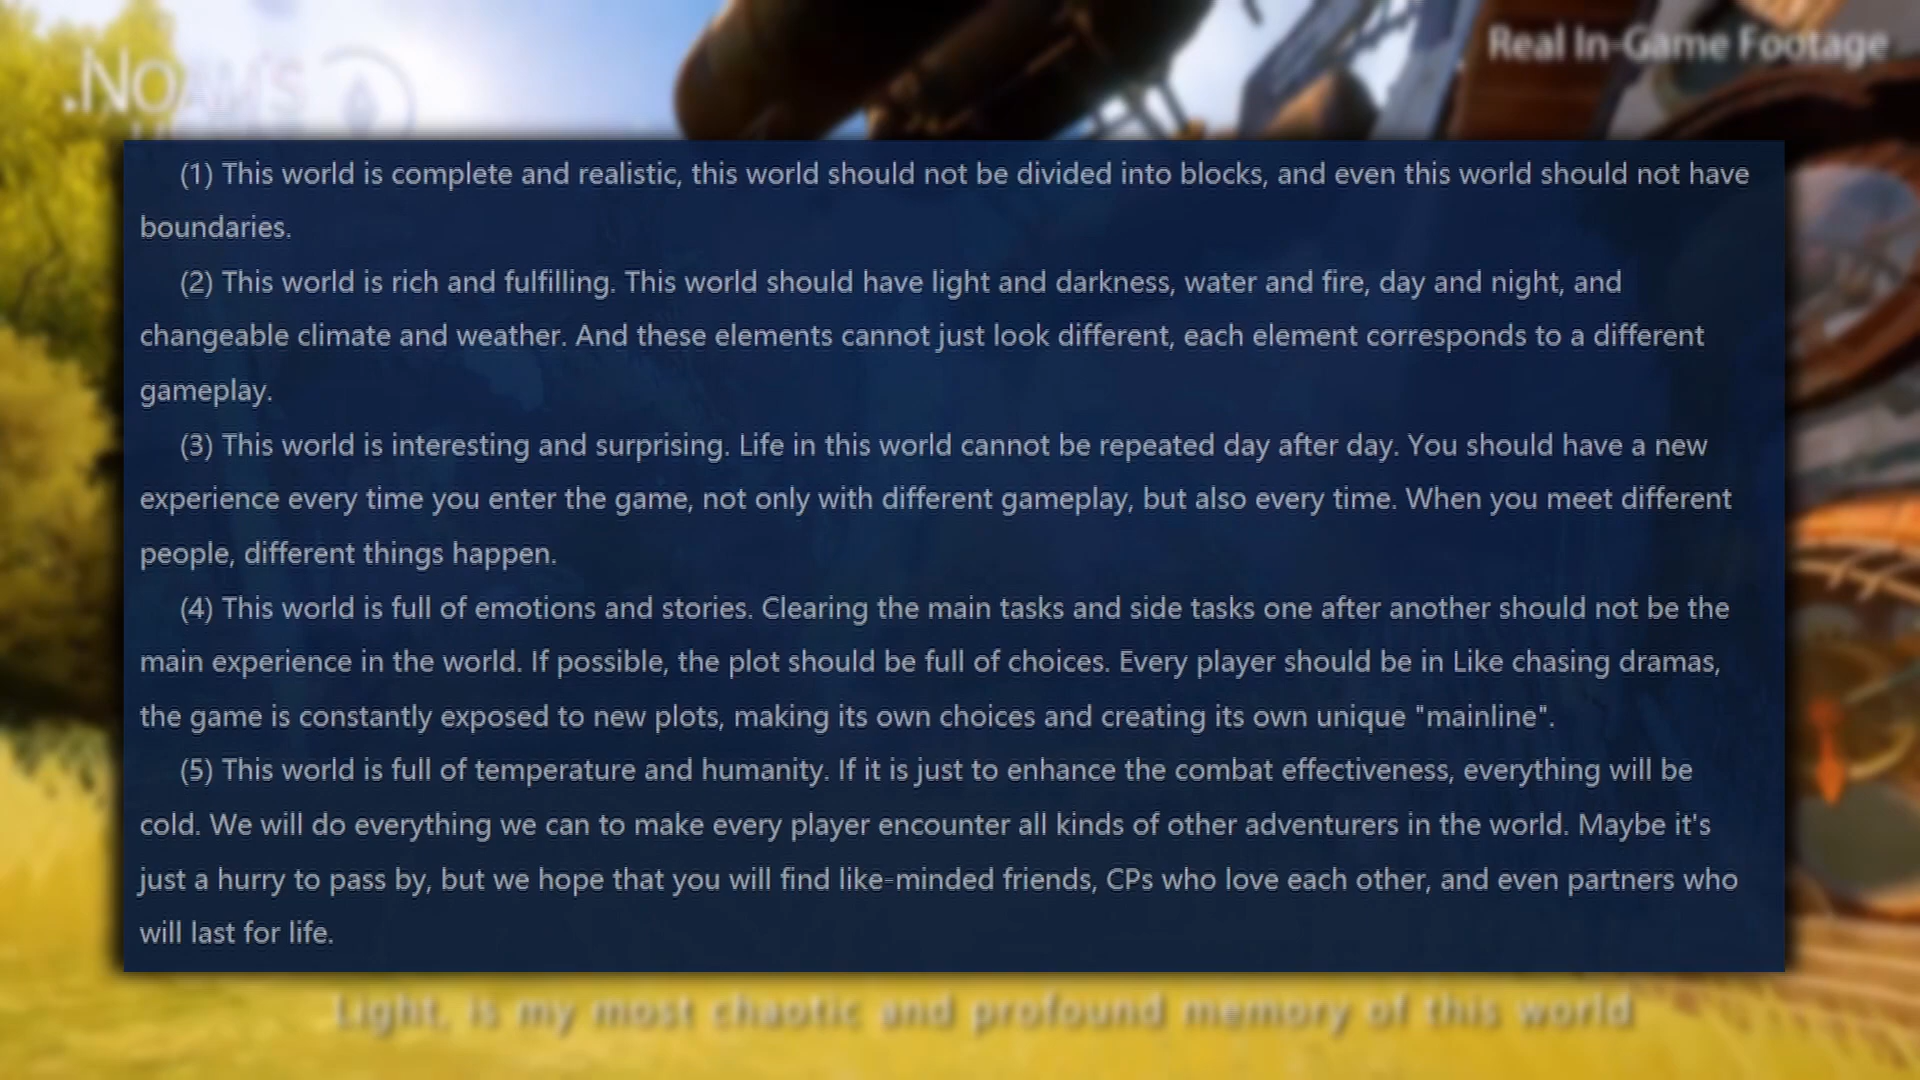 Real In-Game Footage
(1) This world is complete and realistic, this world should not be divided into blocks, and even this world should not have
boundaries.
(2) This world is rich and fulfilling. This world should have light and darkness, water and fire, day and night, and
changeable climate and weather. And these elements cannot just look different, each element corresponds to a different
gameplay.
(3) This world is interesting and surprising. Life in this world cannot be repeated day after day. You should have a new
experience every time you enter the game, not only with different gameplay, but also every time. When you meet different
people, different things happen.
(4) This world is full of emotions and stories. Clearing the main tasks and side tasks one after another should not be the
main experience in the world. If possible, the plot should be full of choices. Every player should be in Like chasing dramas,
the game is constantly exposed to new plots, making its own choices and creating its own unique "mainline".
(5) This world is full of temperature and humanity. If it is just to enhance the combat effectiveness, everything will be
cold. We will do everything we can to make every player encounter all kinds of other adventurers in the world. Maybe it's
just a hurry to pass by, but we hope that you will find like-minded friends, CPs who love each other, and even partners who
will last for life.
Light, is my most chaotic and profound memory of this world